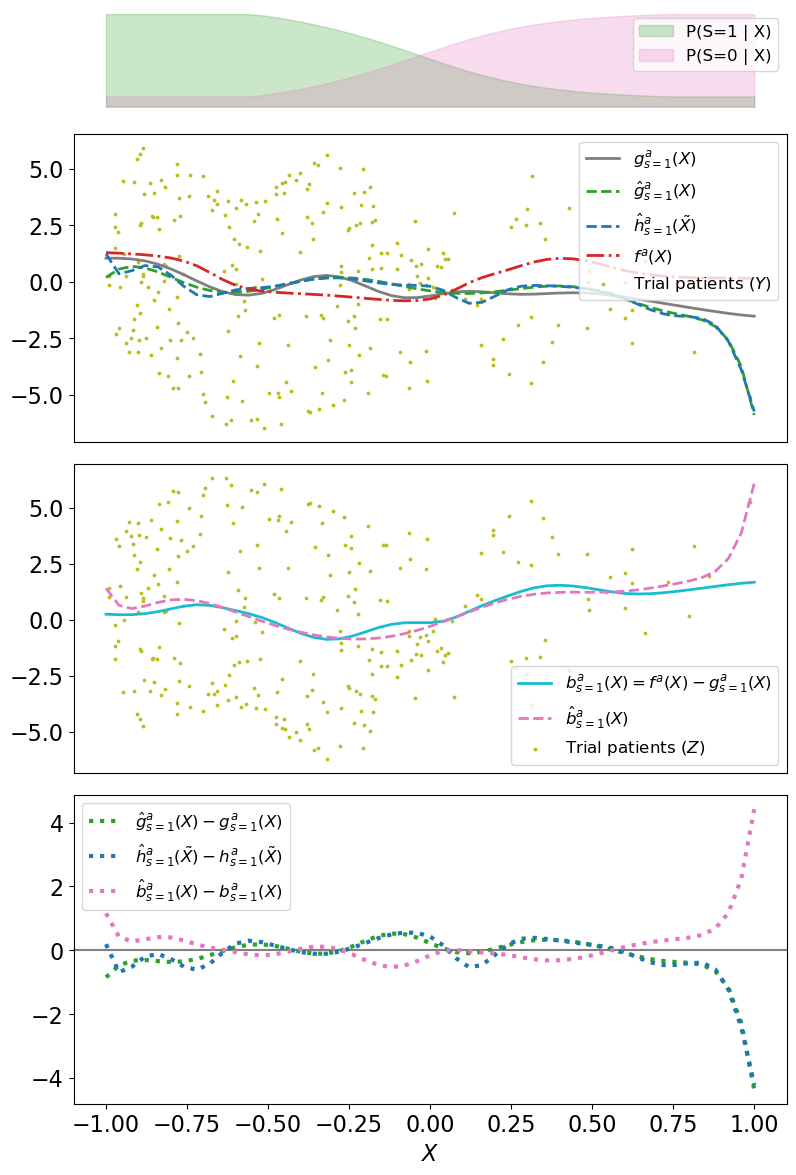 P(S=1 | X)
P(S=0 | X)
5.0
2.5
0.0
−2.5
−5.0
g^a_{s=1}(X)
ĝ^a_{s=1}(X)
ĥ^a_{s=1}(X̃)
f^a(X)
Trial patients (Y)
5.0
2.5
0.0
−2.5
−5.0
b^a_{s=1}(X) = f^a(X) − g^a_{s=1}(X)
b̂^a_{s=1}(X)
Trial patients (Z)
4
2
0
−2
−4
ĝ^a_{s=1}(X) − g^a_{s=1}(X)
ĥ^a_{s=1}(X̃) − h^a_{s=1}(X̃)
b̂^a_{s=1}(X) − b^a_{s=1}(X)
−1.00 −0.75 −0.50 −0.25 0.00 0.25 0.50 0.75 1.00
X